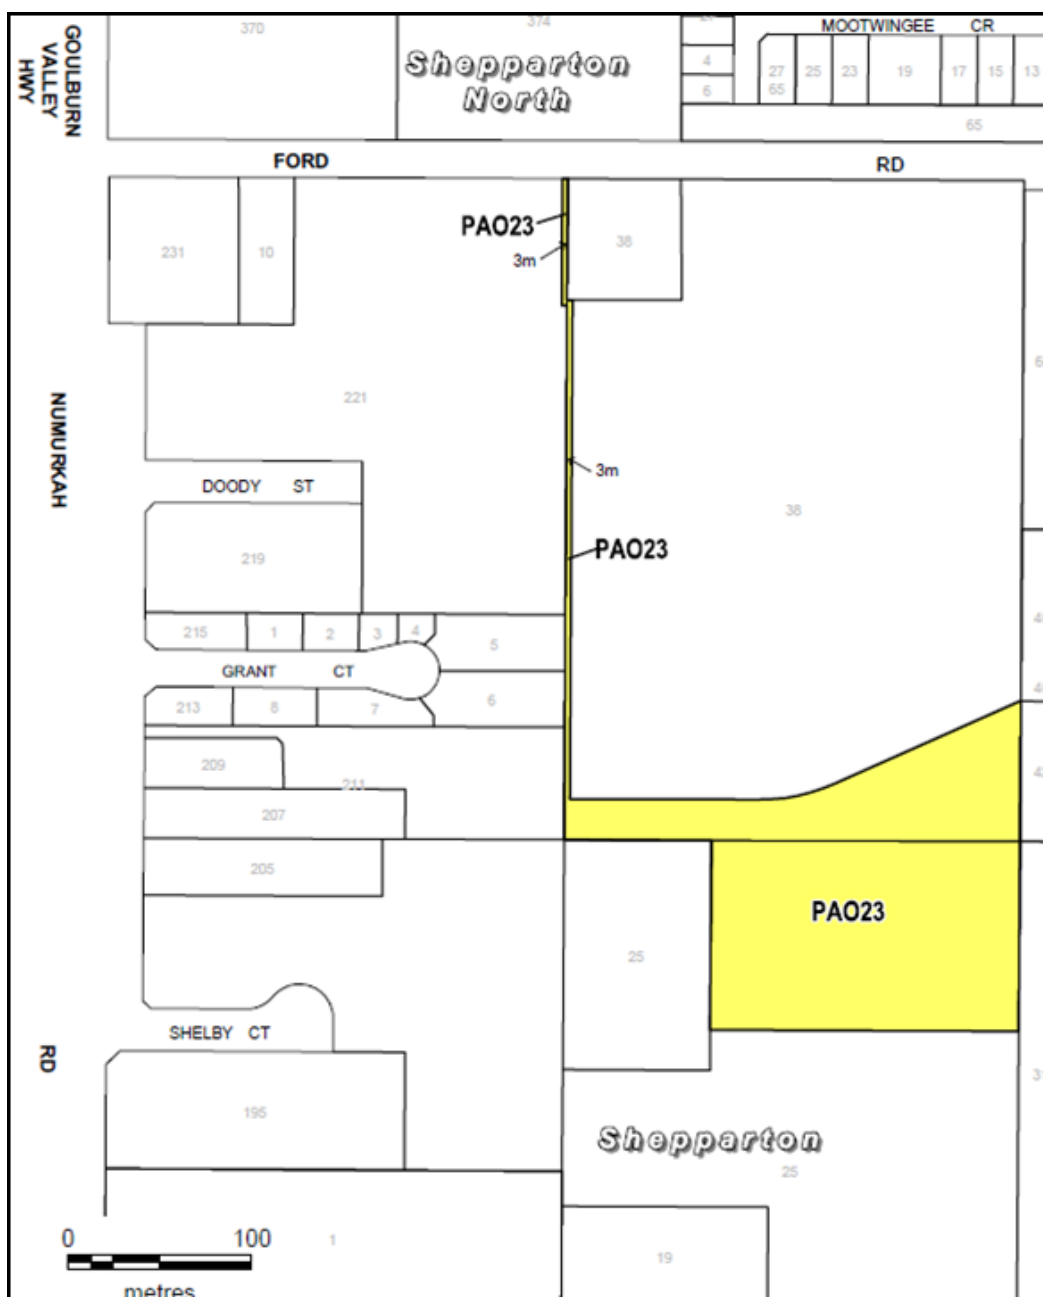 370
374
MOOTWINGEE CR
GOULBURN
VALLEY
HWY
Shepparton
North
4
6
27
65
25
23
19
17
15
13
65
FORD RD
231
10
PAO23
3m
38
221
NUMURKAH
3m
38
DOODY ST
PAO23
219
215
1
2
3
4
5
GRANT CT
6
213
8
7
209
211
207
205
PAO23
25
SHELBY CT
RD
195
Shepparton
25
19
1
0
100
metres